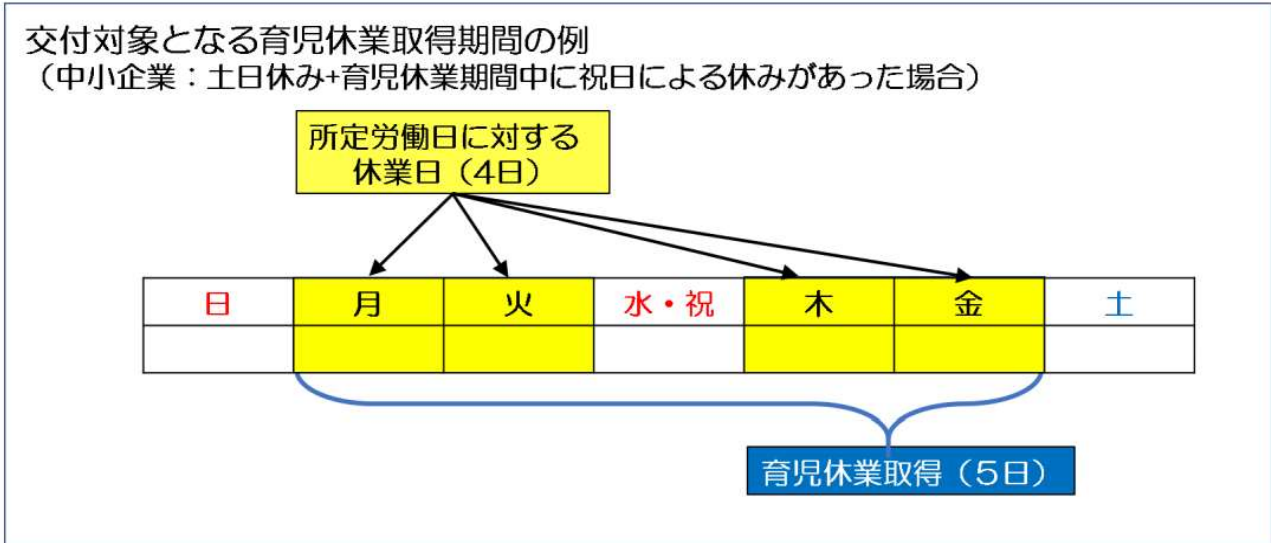 交付対象となる育児休業取得期間の例
（中小企業：土日休み+育児休業期間中に祝日による休みがあった場合）
所定労働日に対する
休業日（4日）
日 月 火 水・祝 木 金 土
育児休業取得（5日）